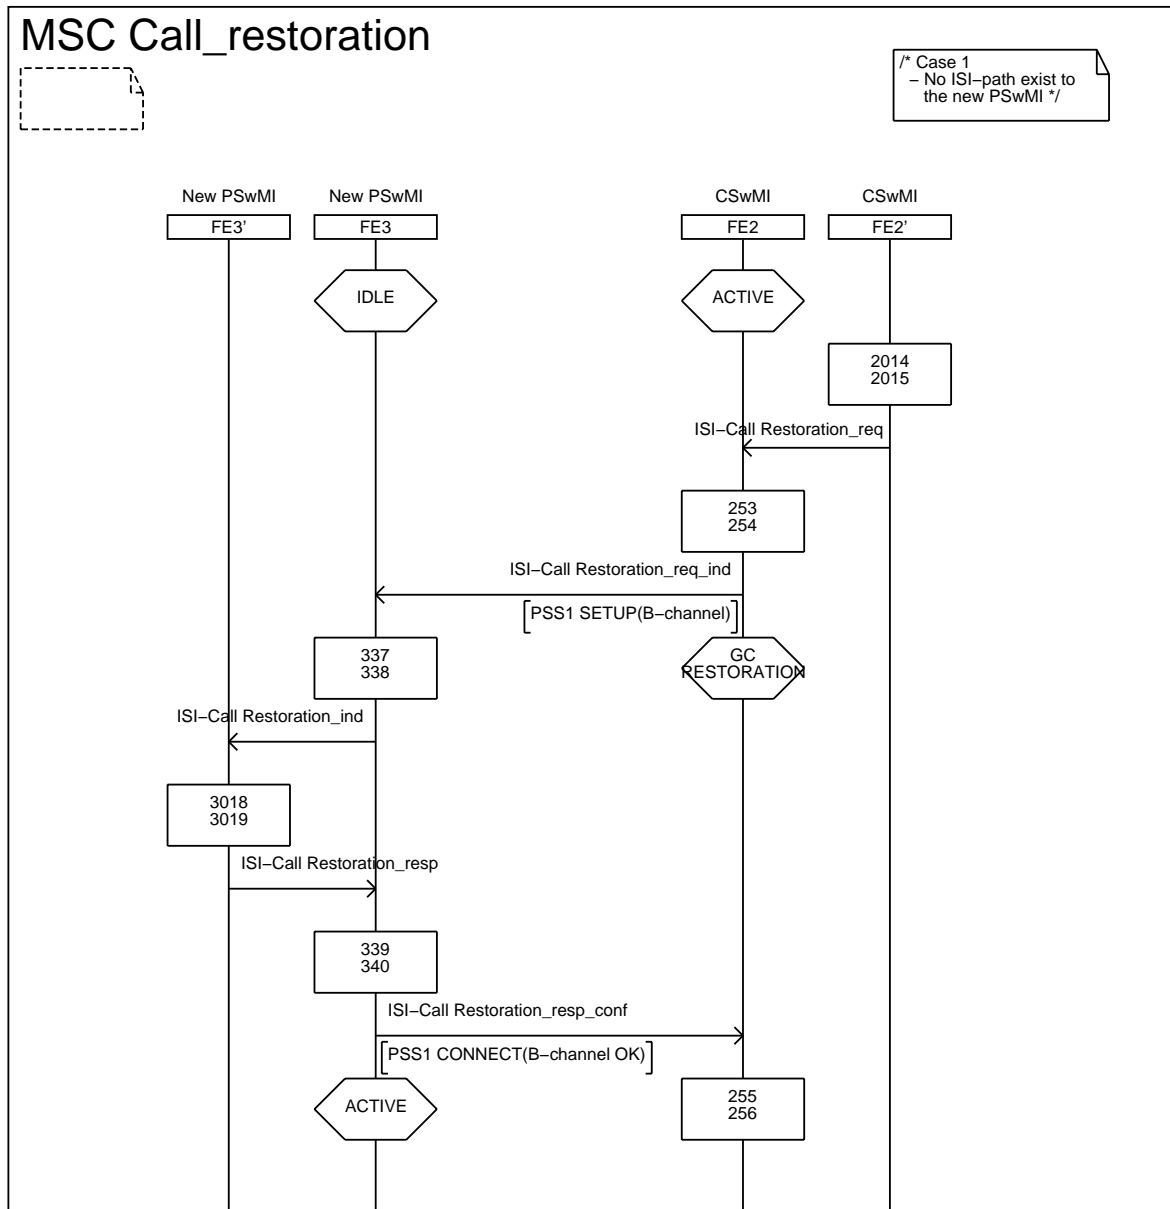 MSC Call_restoration
/* Case 1
– No ISI–path exist to
the new PSwMI */
New PSwMI
New PSwMI
CSwMI
CSwMI
FE3'
FE3
FE2
FE2'
IDLE
ACTIVE
2014
2015
ISI–Call Restoration_req
253
254
ISI–Call Restoration_req_ind
PSS1 SETUP(B–channel)
337
338
GC
RESTORATION
ISI–Call Restoration_ind
3018
3019
ISI–Call Restoration_resp
339
340
ISI–Call Restoration_resp_conf
PSS1 CONNECT(B–channel OK)
ACTIVE
255
256